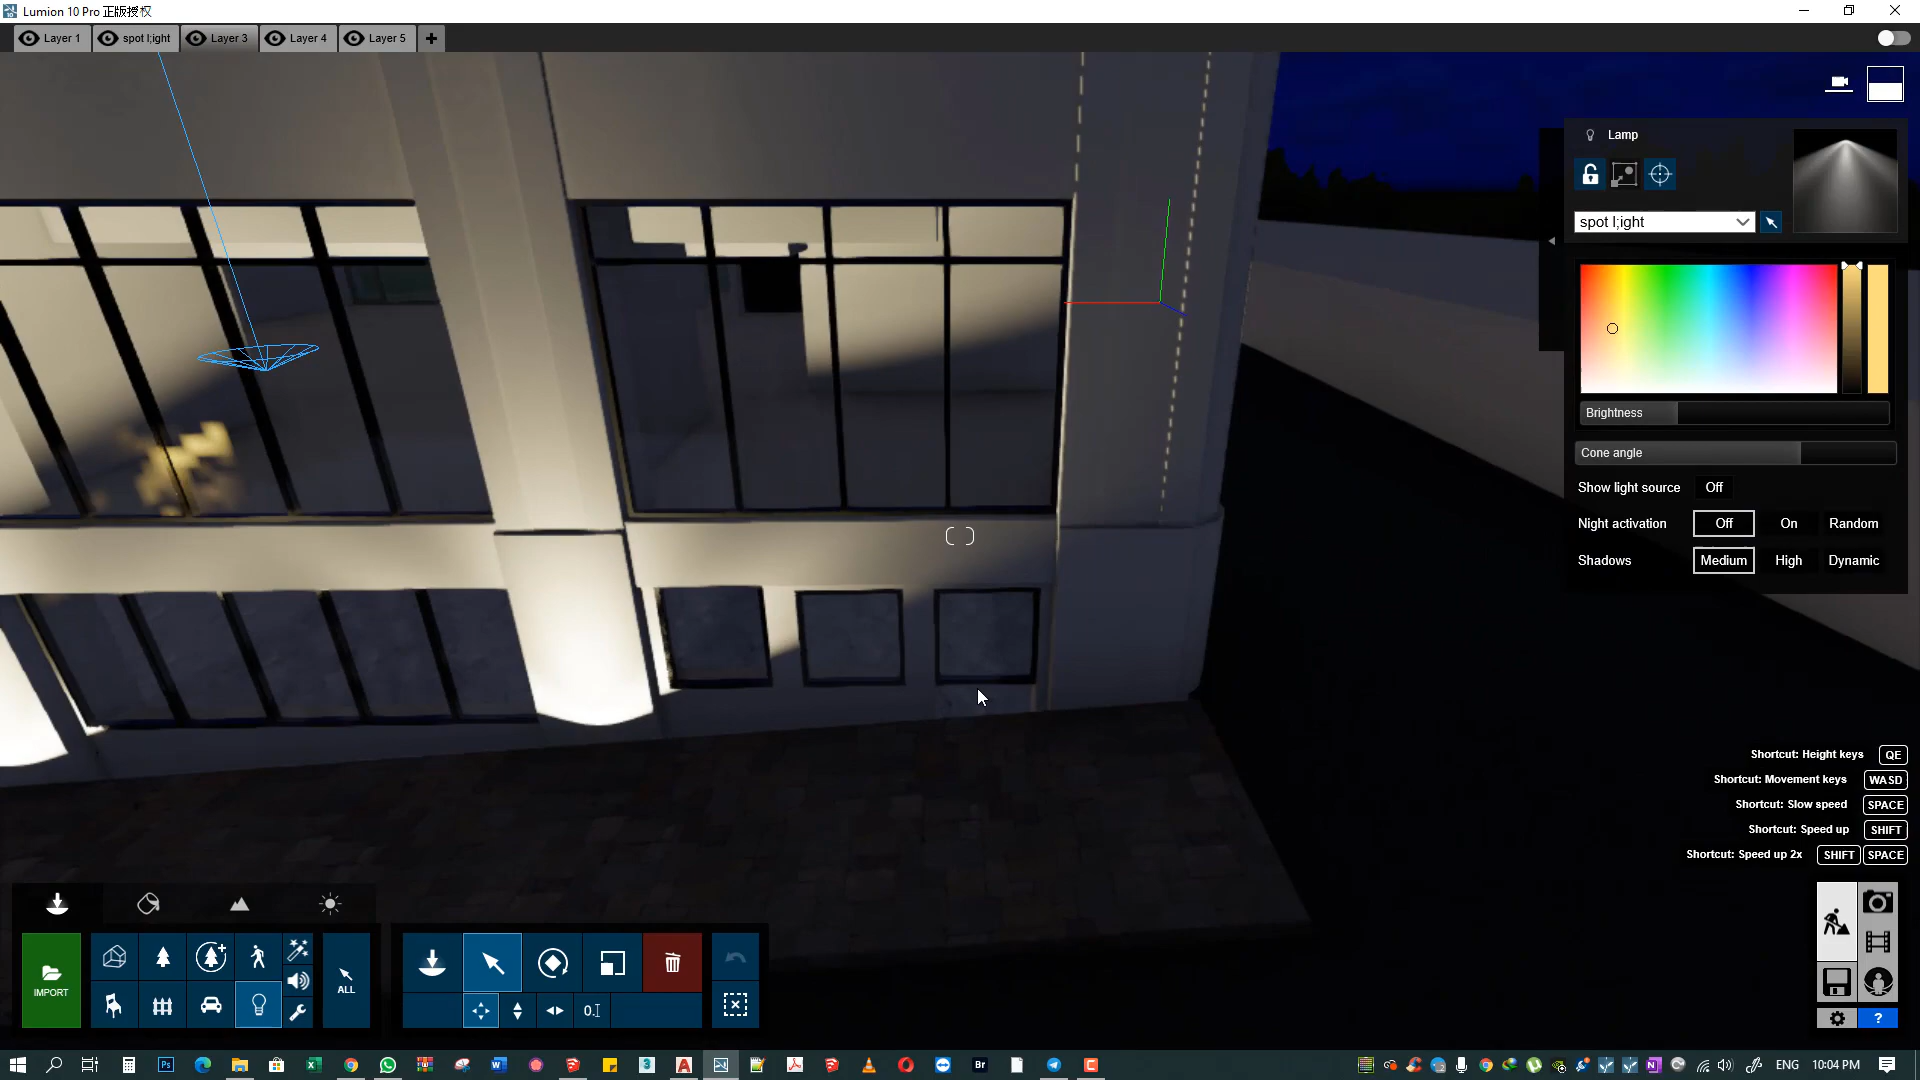 Lumion 10 Pro 正版授权
Layer 1
spot l;ight
Layer 3
Layer 4
Layer 5
+
Lamp
spot l;ight
Brightness
Cone angle
Show light source Off
Night activation Off On Random
Shadows Medium High Dynamic
Shortcut: Height keys QE
Shortcut: Movement keys WASD
Shortcut: Slow speed SPACE
Shortcut: Speed up SHIFT
Shortcut: Speed up 2x SHIFT SPACE
IMPORT
ALL
?
Ps
W
3
A
Br
N
ENG
10:04 PM